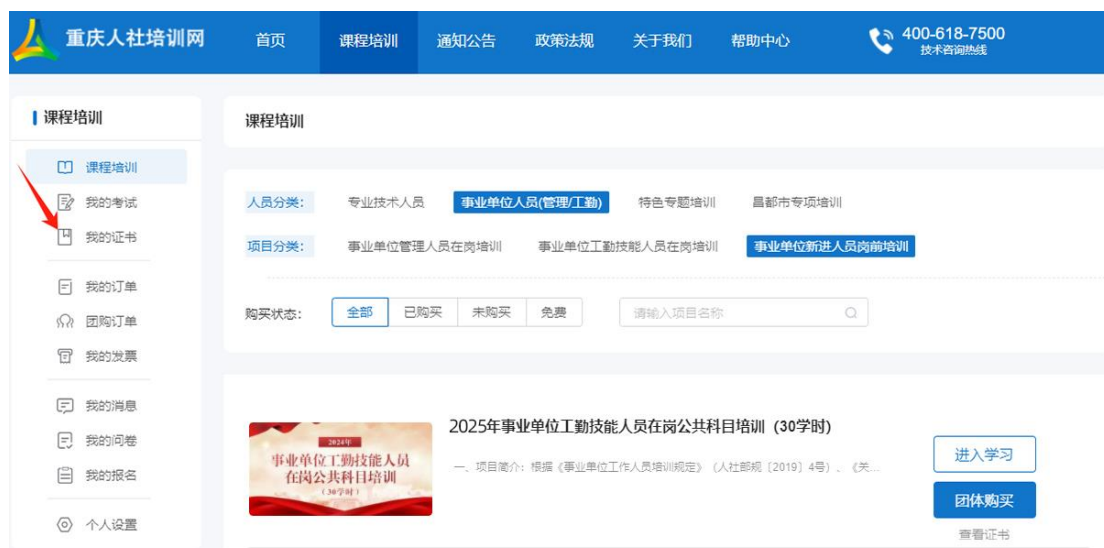 重庆人社培训网
首页 课程培训 通知公告 政策法规 关于我们 帮助中心
400-618-7500
技术咨询热线
课程培训
课程培训
我的考试
我的证书
我的订单
团购订单
我的发票
我的消息
我的问卷
我的报名
个人设置
课程培训
人员分类： 专业技术人员 事业单位人员(管理/工勤) 特色专题培训 昌都市专项培训
项目分类： 事业单位管理人员在岗培训 事业单位工勤技能人员在岗培训 事业单位新进人员岗前培训
购买状态： 全部 已购买 未购买 免费 请输入项目名称
2024年
事业单位工勤技能人员
在岗公共科目培训
（30学时）
2025年事业单位工勤技能人员在岗公共科目培训（30学时）
一、项目简介：根据《事业单位工作人员培训规定》（人社部规〔2019〕4号）、《关...
进入学习
团体购买
查看证书